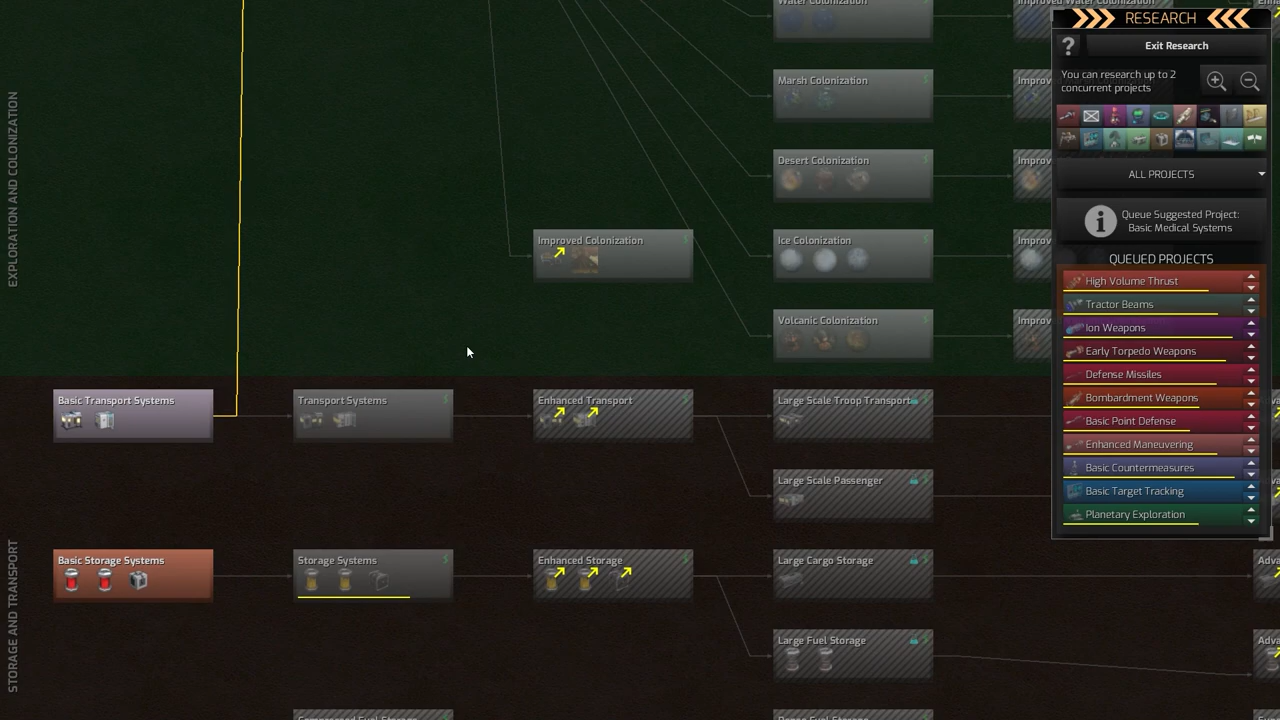 EXPLORATION AND COLONIZATION
STORAGE AND TRANSPORT
Water Colonization
Marsh Colonization
Desert Colonization
Improved Colonization
Ice Colonization
Volcanic Colonization
Basic Transport Systems
Transport Systems
Enhanced Transport
Large Scale Troop Transport
Large Scale Passenger
Basic Storage Systems
Storage Systems
Enhanced Storage
Large Cargo Storage
Large Fuel Storage
RESEARCH
?
Exit Research
You can research up to 2
concurrent projects
ALL PROJECTS
Queue Suggested Project:
Basic Medical Systems
QUEUED PROJECTS
High Volume Thrust
Tractor Beams
Ion Weapons
Early Torpedo Weapons
Defense Missiles
Bombardment Weapons
Basic Point Defense
Enhanced Maneuvering
Basic Countermeasures
Basic Target Tracking
Planetary Exploration